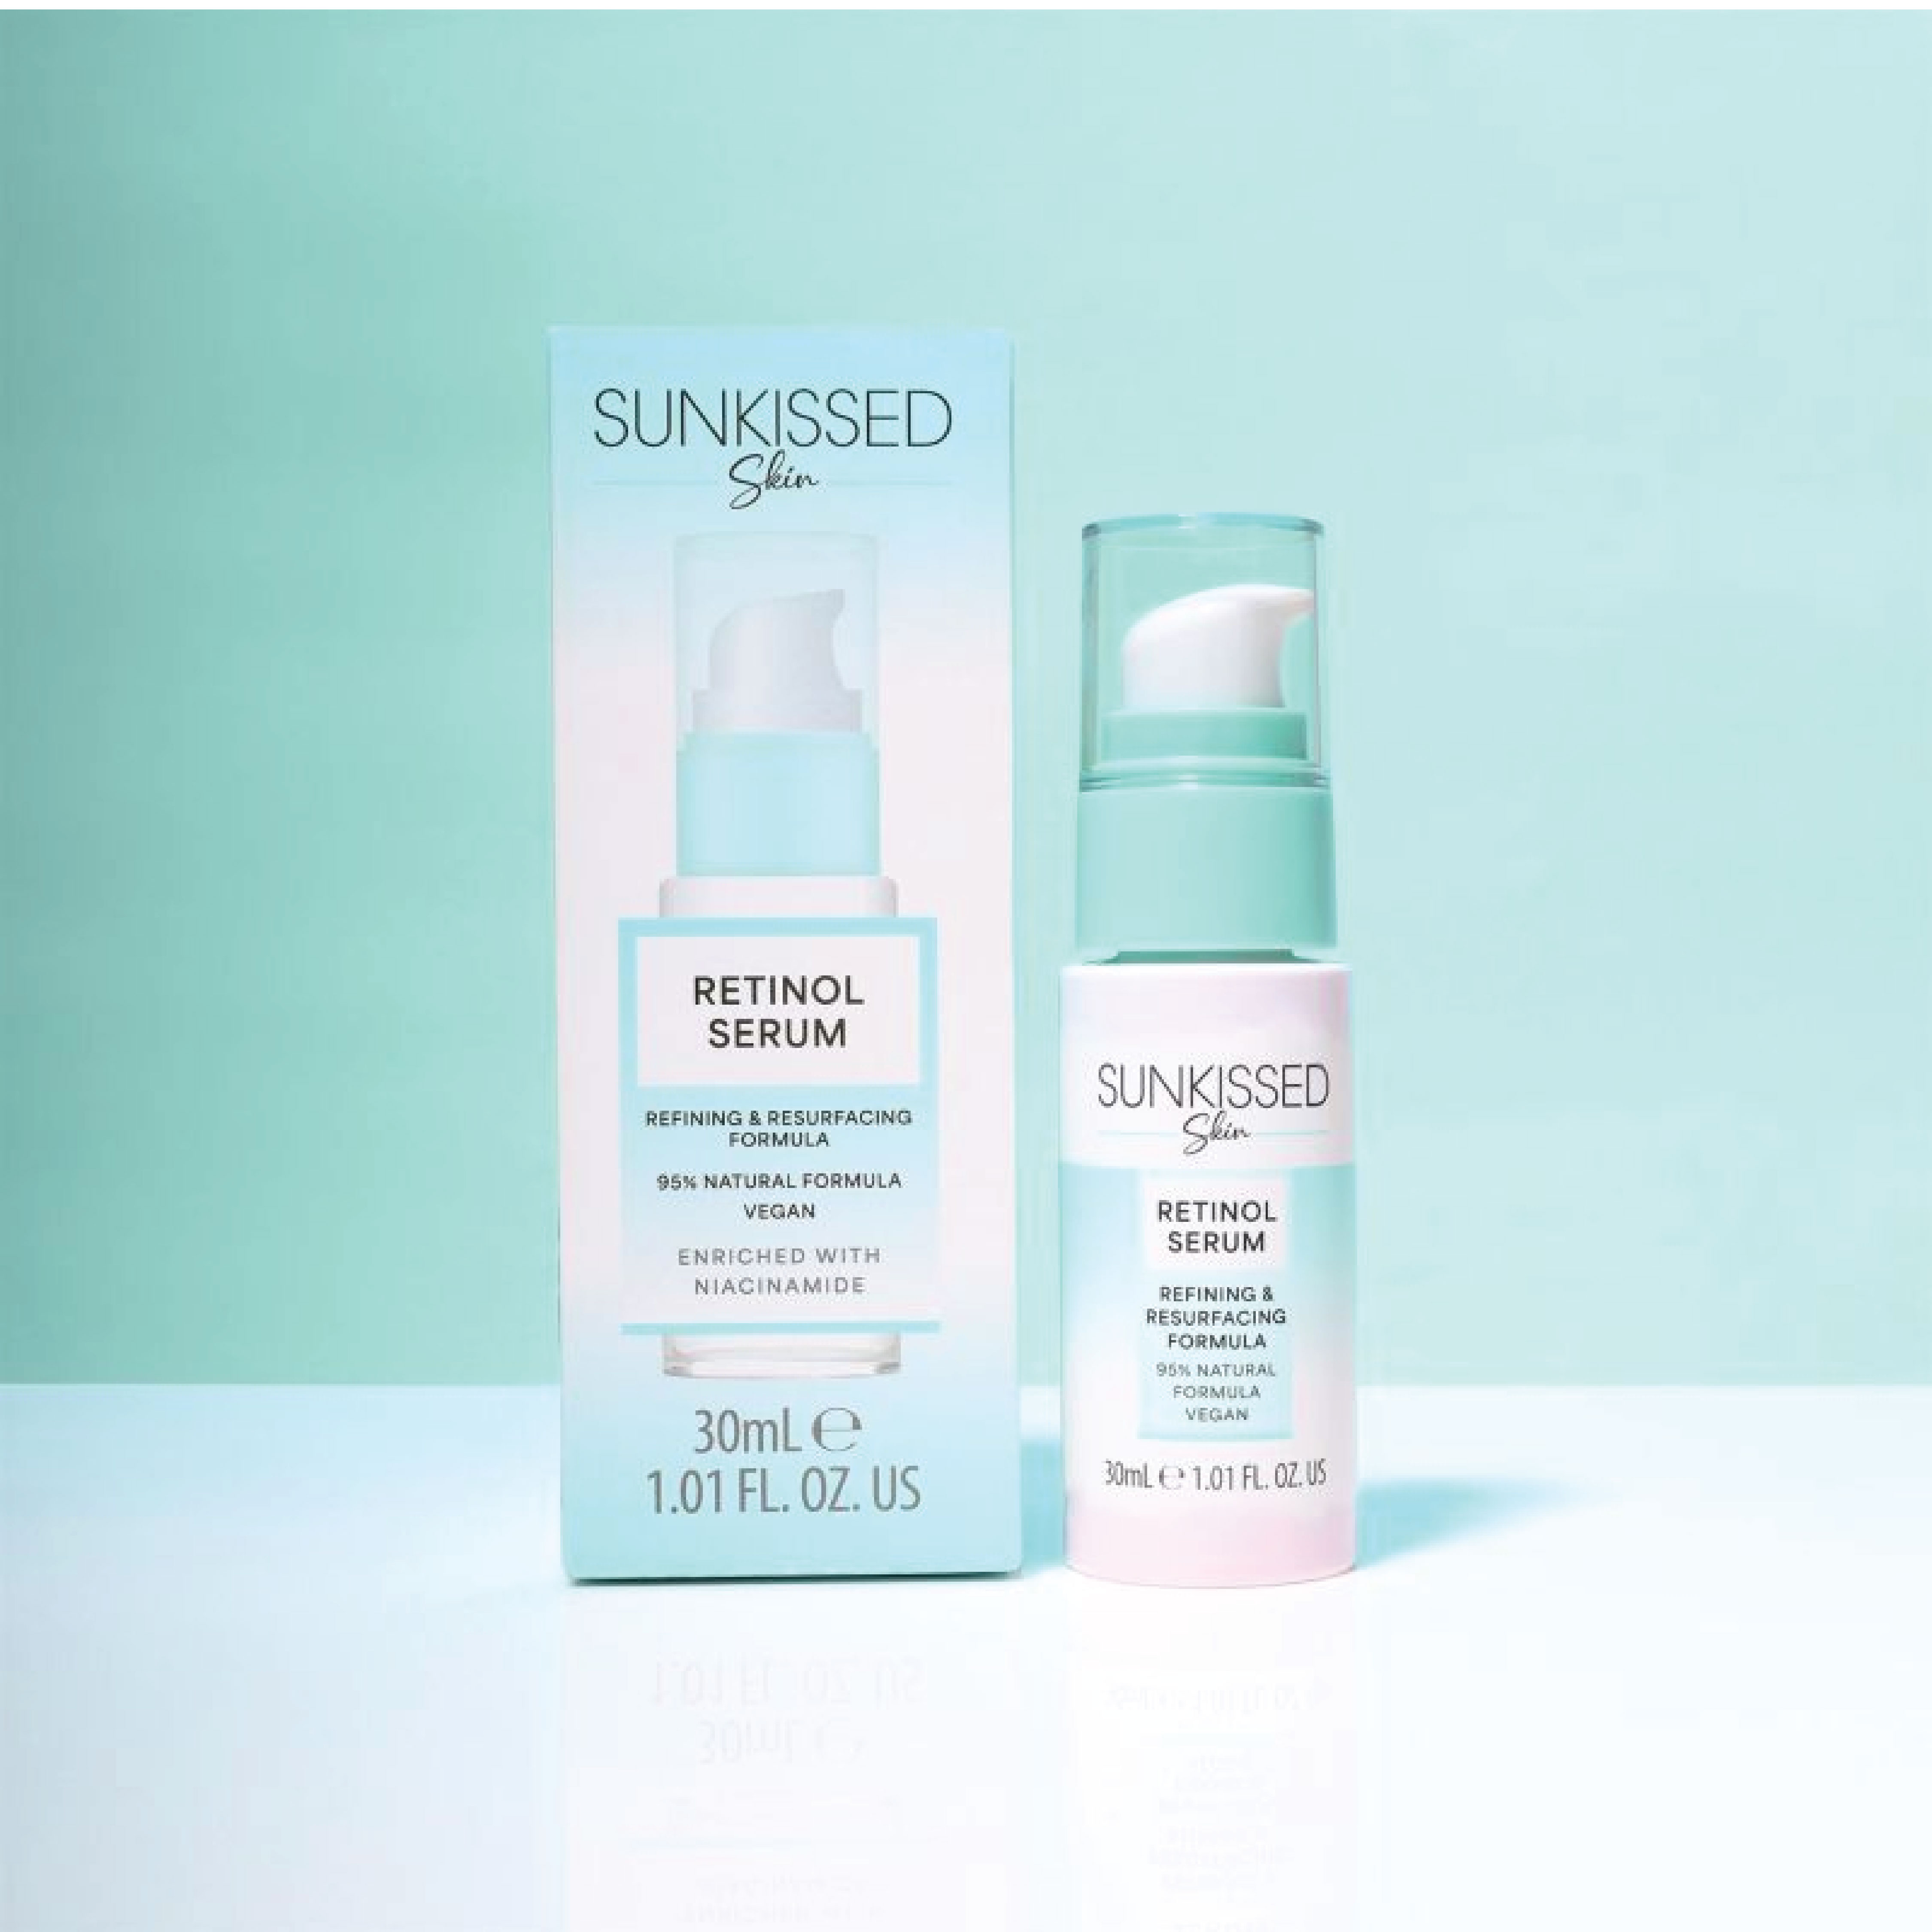 SUNKISSED
Skin
RETINOL
SERUM
REFINING & RESURFACING
FORMULA
95% NATURAL FORMULA
VEGAN
ENRICHED WITH
NIACINAMIDE
30mL ℮
1.01 FL. OZ. US
SUNKISSED
Skin
RETINOL
SERUM
REFINING &
RESURFACING
FORMULA
95% NATURAL
FORMULA
VEGAN
30mL ℮ 1.01 FL. OZ. US